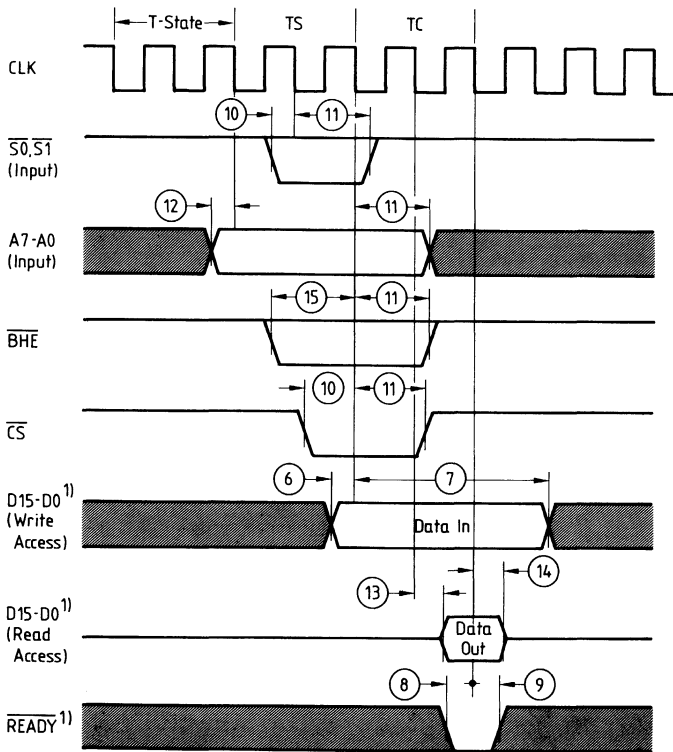 T-State TS TC
CLK
10 11
S0,S1
(Input)
12 11
A7-A0
(Input)
15 11
BHE
10 11
CS
6 7
D15-D0 1)
(Write
Access)
Data In
13 14
D15-D0 1)
(Read
Access)
Data
Out
8 9
READY 1)